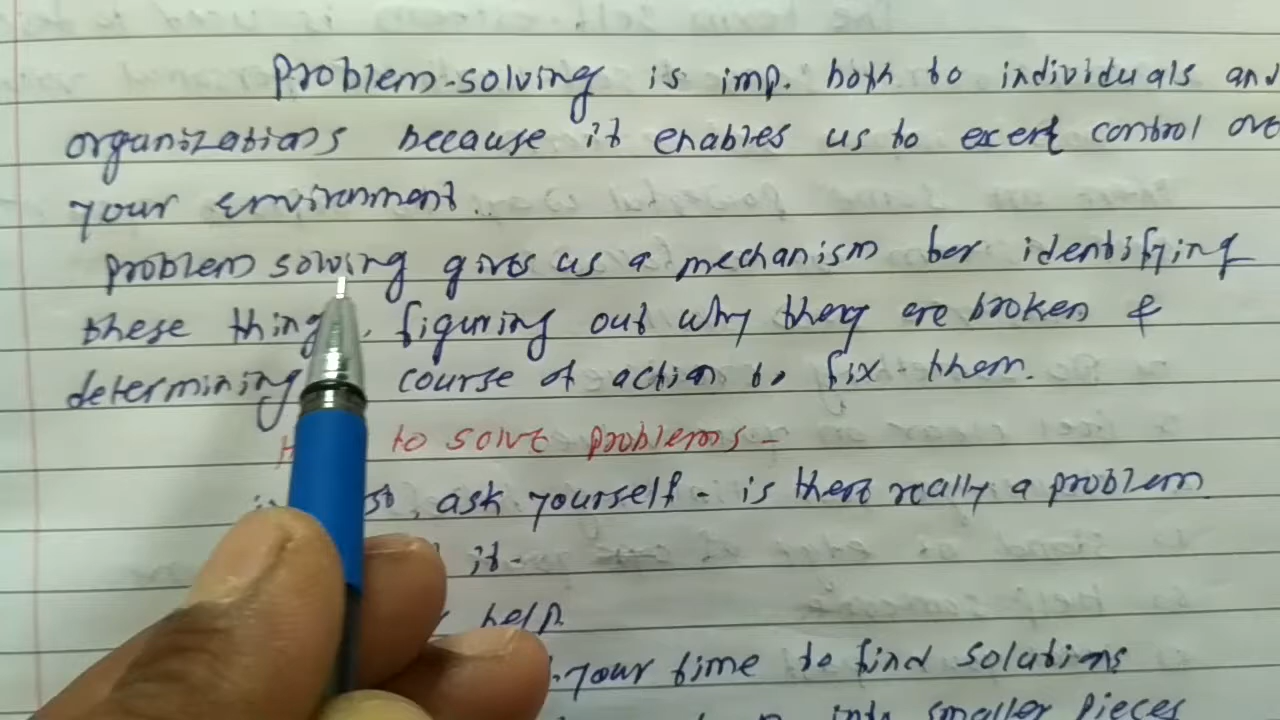 Problem-solving is imp. both to individuals and
organizations because it enables us to exert control ove
your environment.
Problem solving gives us a mechanism for identifying
these thing, figuring out why they are broken &
determining course of action to fix them.
to solve problems -
ask yourself - is there really a problem
it -
help
your time to find solutions
into smaller pieces